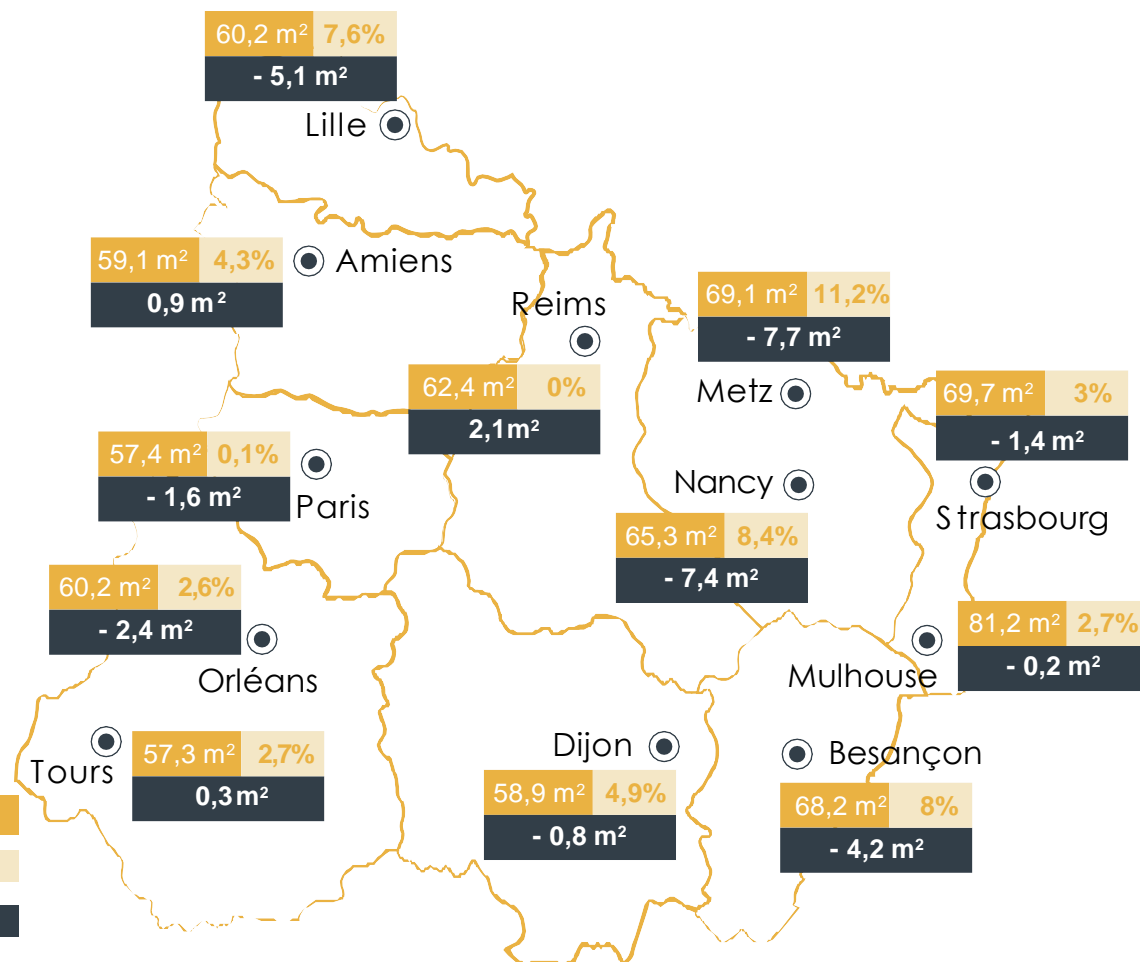 60,2 m² 7,6%
- 5,1 m²
Lille
59,1 m² 4,3%
0,9 m²
Amiens
Reims
62,4 m² 0%
2,1m²
69,1 m² 11,2%
- 7,7 m²
Metz
69,7 m² 3%
- 1,4 m²
Strasbourg
57,4 m² 0,1%
- 1,6 m²
Paris
Nancy
65,3 m² 8,4%
- 7,4 m²
60,2 m² 2,6%
- 2,4 m²
Orléans
81,2 m² 2,7%
- 0,2 m²
Mulhouse
Tours
57,3 m² 2,7%
0,3 m²
Dijon
58,9 m² 4,9%
- 0,8 m²
Besançon
68,2 m² 8%
- 4,2 m²